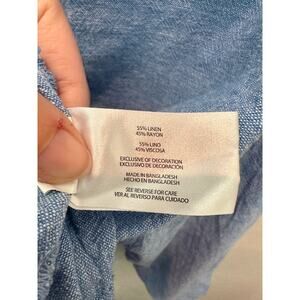 55% LINEN
45% RAYON
55% LINO
45% VISCOSA
EXCLUSIVE OF DECORATION
EXCLUSIVO DE DECORACIÓN
MADE IN BANGLADESH
HECHO EN BANGLADESH
SEE REVERSE FOR CARE
VER AL REVERSO PARA CUIDADO